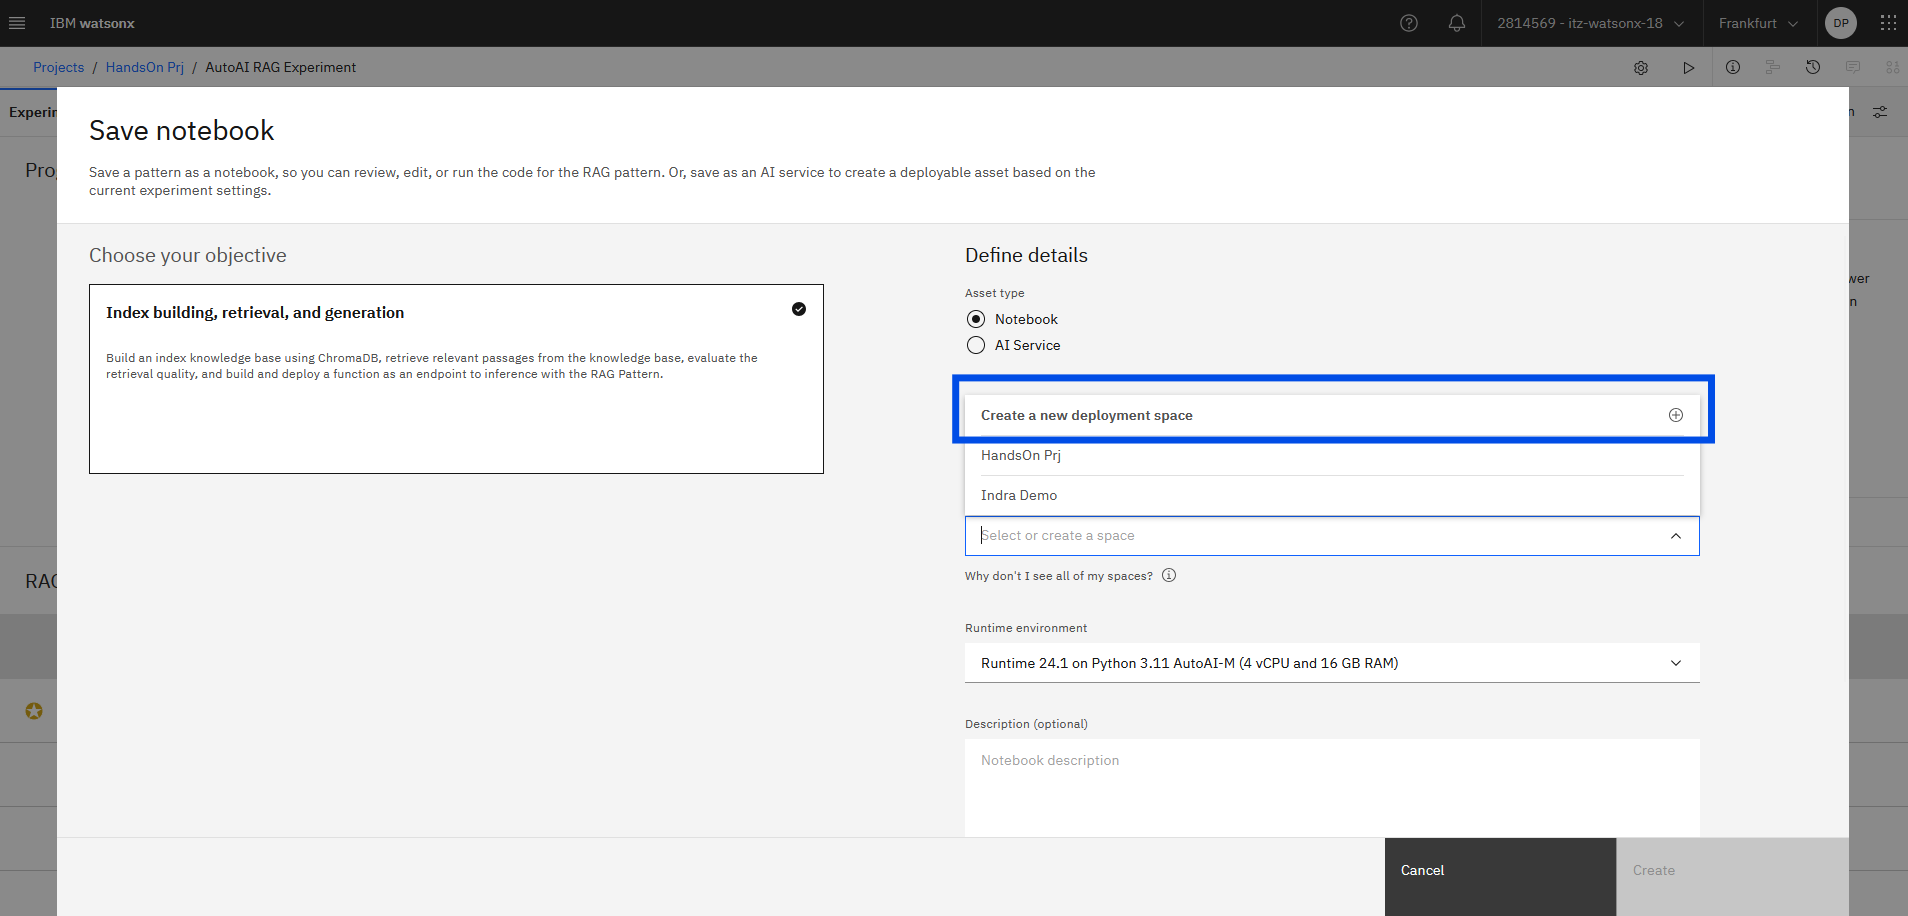 IBM watsonx
2814569 - itz-watsonx-18
Frankfurt
DP
Projects / HandsOn Prj / AutoAI RAG Experiment
Save notebook
Save a pattern as a notebook, so you can review, edit, or run the code for the RAG pattern. Or, save as an AI service to create a deployable asset based on the
current experiment settings.
Choose your objective
Index building, retrieval, and generation
Build an index knowledge base using ChromaDB, retrieve relevant passages from the knowledge base, evaluate the
retrieval quality, and build and deploy a function as an endpoint to inference with the RAG Pattern.
Define details
Asset type
Notebook
AI Service
Create a new deployment space
HandsOn Prj
Indra Demo
Select or create a space
Why don't I see all of my spaces?
Runtime environment
Runtime 24.1 on Python 3.11 AutoAI-M (4 vCPU and 16 GB RAM)
Description (optional)
Notebook description
Cancel
Create